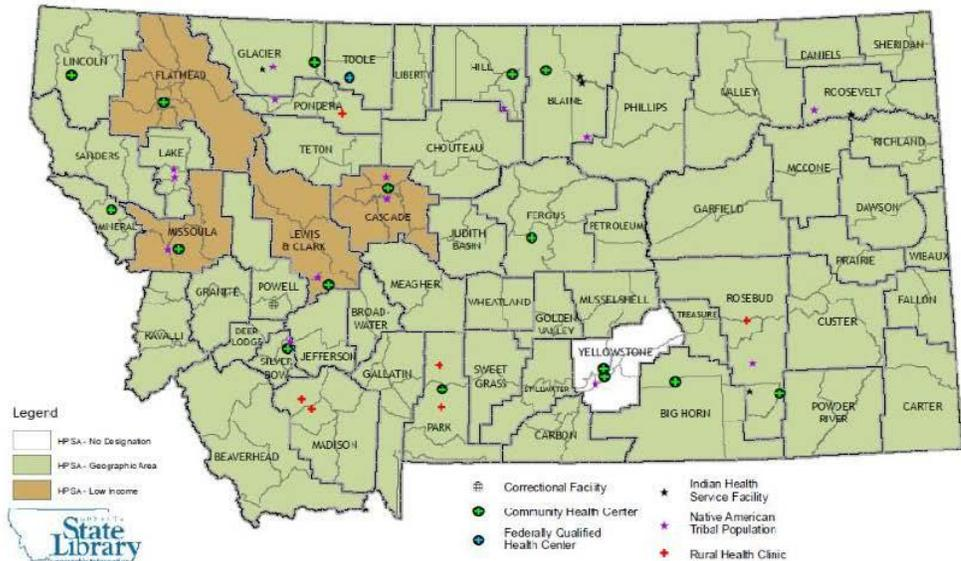 LINCOLN
FLATHEAD
GLACIER
TOOLE
LIBERTY
HILL
BLAINE
PHILLIPS
VALLEY
DANIELS
SHERIDAN
ROOSEVELT
PONDERA
TETON
CHOUTEAU
RICHLAND
MCCONE
SANDERS
LAKE
CASCADE
FERGUS
PETROLEUM
GARFIELD
DAWSON
MINERAL
MISSOULA
LEWIS
& CLARK
JUDITH
BASIN
PRAIRIE
WIBAUX
POWELL
GRANITE
MEAGHER
WHEATLAND
MUSSELSHELL
GOLDEN
VALLEY
ROSEBUD
TREASURE
CUSTER
FALLON
RAVALLI
DEER
LODGE
SILVER
BOW
JEFFERSON
BROAD-
WATER
GALLATIN
SWEET
GRASS
STILLWATER
YELLOWSTONE
BIG HORN
POWDER
RIVER
CARTER
BEAVERHEAD
MADISON
PARK
CARBON
Legend
HPSA - No Designation
HPSA - Geographic Area
HPSA - Low Income
State
Library
Correctional Facility
Community Health Center
Federally Qualified
Health Center
Indian Health
Service Facility
Native American
Tribal Population
Rural Health Clinic